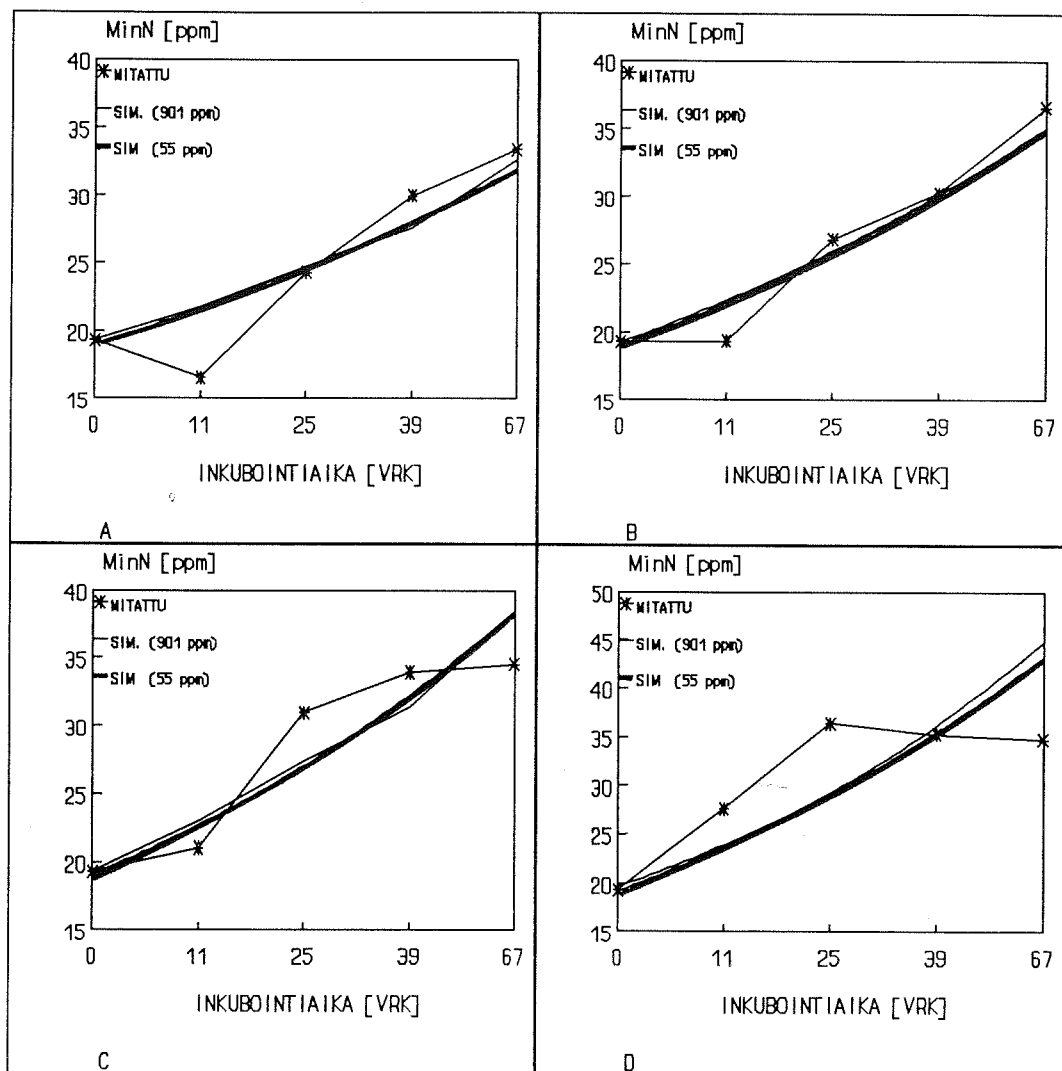 MinN [ppm]
40
35
30
25
20
15
* MITATTU
— SIM. (901 ppm)
— SIM (55 ppm)
0 11 25 39 67
INKUBOINTIAIKA [VRK]
A
MinN [ppm]
40
35
30
25
20
15
* MITATTU
— SIM. (901 ppm)
— SIM (55 ppm)
0 11 25 39 67
INKUBOINTIAIKA [VRK]
B
MinN [ppm]
40
35
30
25
20
15
* MITATTU
— SIM. (901 ppm)
— SIM (55 ppm)
0 11 25 39 67
INKUBOINTIAIKA [VRK]
C
MinN [ppm]
50
45
40
35
30
25
20
15
* MITATTU
— SIM. (901 ppm)
— SIM (55 ppm)
0 11 25 39 67
INKUBOINTIAIKA [VRK]
D